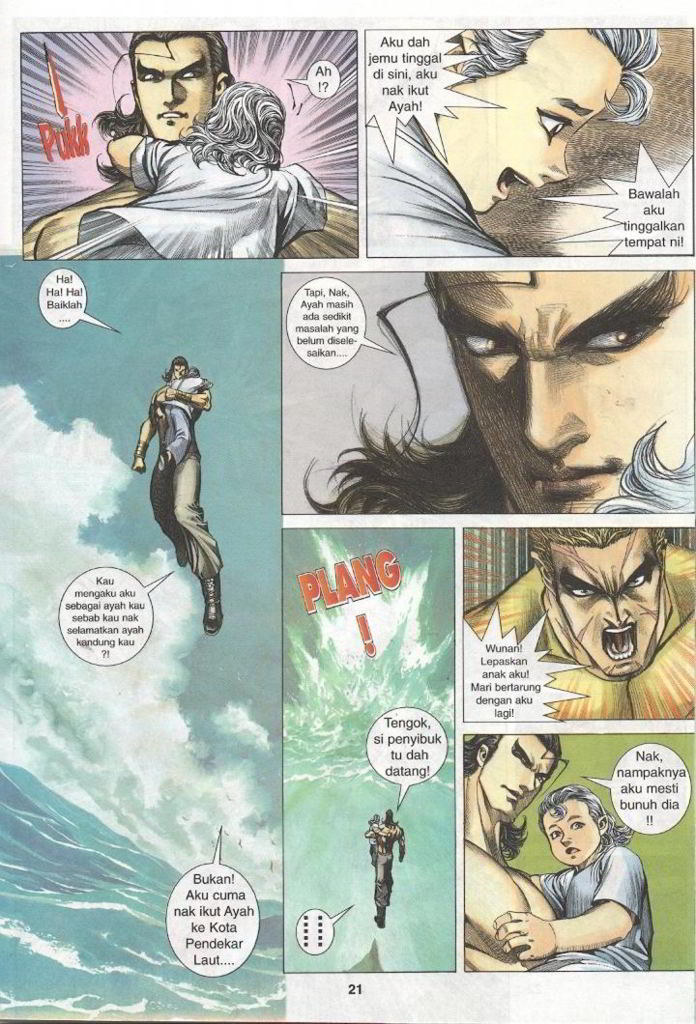 Pukk
Ah
!?
Aku dah
jemu tinggal
di sini, aku
nak ikut
Ayah!
Bawalah
aku
tinggalkan
tempat ni!
Ha!
Ha! Ha!
Baiklah
....
Tapi, Nak,
Ayah masih
ada sedikit
masalah yang
belum disele-
saikan....
Kau
mengaku aku
sebagai ayah kau
sebab kau nak
selamatkan ayah
kandung kau
?!
Bukan!
Aku cuma
nak ikut Ayah
ke Kota
Pendekar
Laut....
PLANG
!
Tengok,
si penyibuk
tu dah
datang!
Wunan!
Lepaskan
anak aku!
Mari bertarung
dengan aku
lagi!
Nak,
nampaknya
aku mesti
bunuh dia
!!
21